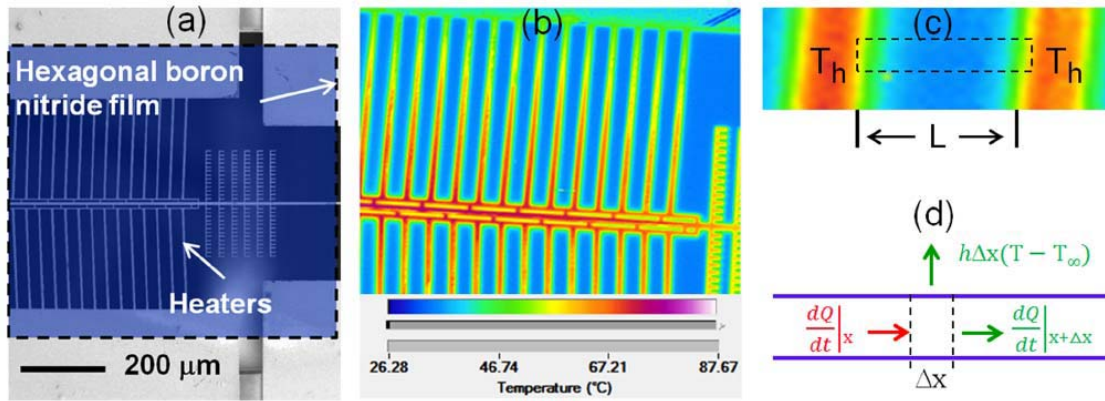 (a)
Hexagonal boron
nitride film
Heaters
200 μm
(b)
26.28 46.74 67.21 87.67
Temperature (°C)
(c)
T_h T_h
L
(d)
hΔx(T − T_∞)
dQ/dt|_x dQ/dt|_{x+Δx}
Δx